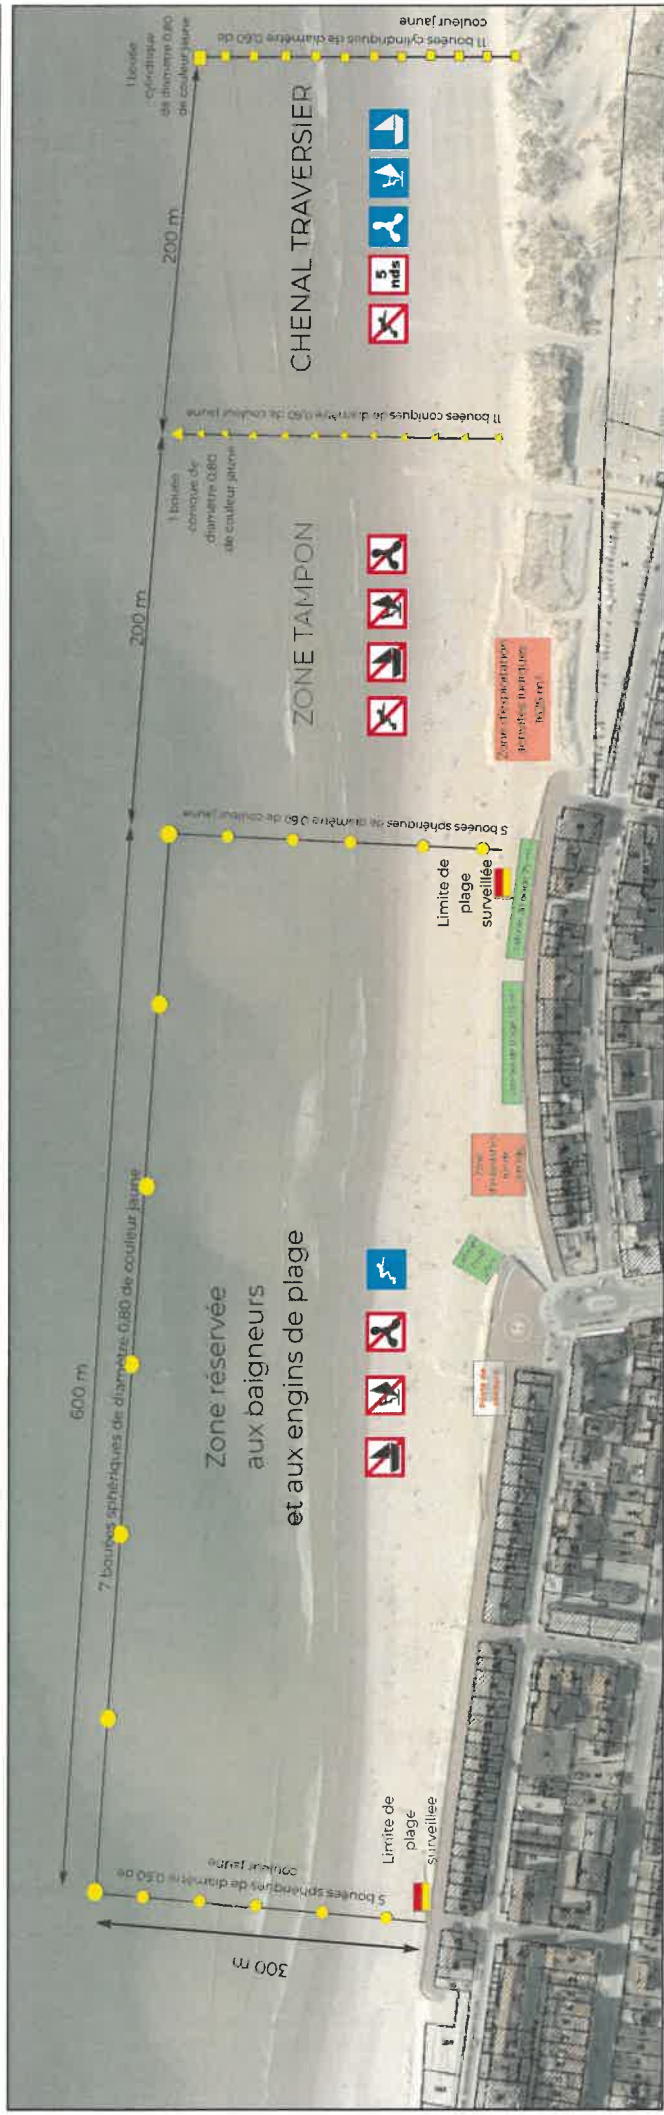 600 m
7 bouées sphériques de diamètre 0,80 de couleur jaune
300 m
5 bouées sphériques de diamètre 0,60 de
couleur jaune
Limite de
plage
surveillée
Zone réservée
aux baigneurs
et aux engins de plage
5 bouées sphériques de diamètre 0,60 de couleur jaune
Limite de
plage
surveillée
Zone
200 m
ZONE TAMPON
Zone d'exploitation
1 bouée
conique de
diamètre 0,80
de couleur jaune
11 bouées coniques de diamètre 0,60 de couleur jaune
200 m
CHENAL TRAVERSIER
5
nds
1 bouée
cylindrique
de diamètre 0,80
de couleur jaune
11 bouées cylindriques de diamètre 0,60 de
couleur jaune